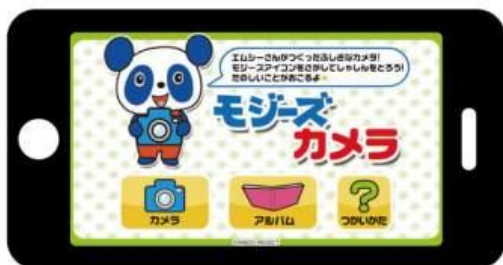 エムシーさんがつくったふしぎなカメラ!
モジーズアイコンをさがしてしゃしんをとろう!
たのしいことがおこるよ★
モジーズ
カメラ
カメラ
アルバム
つかいかた